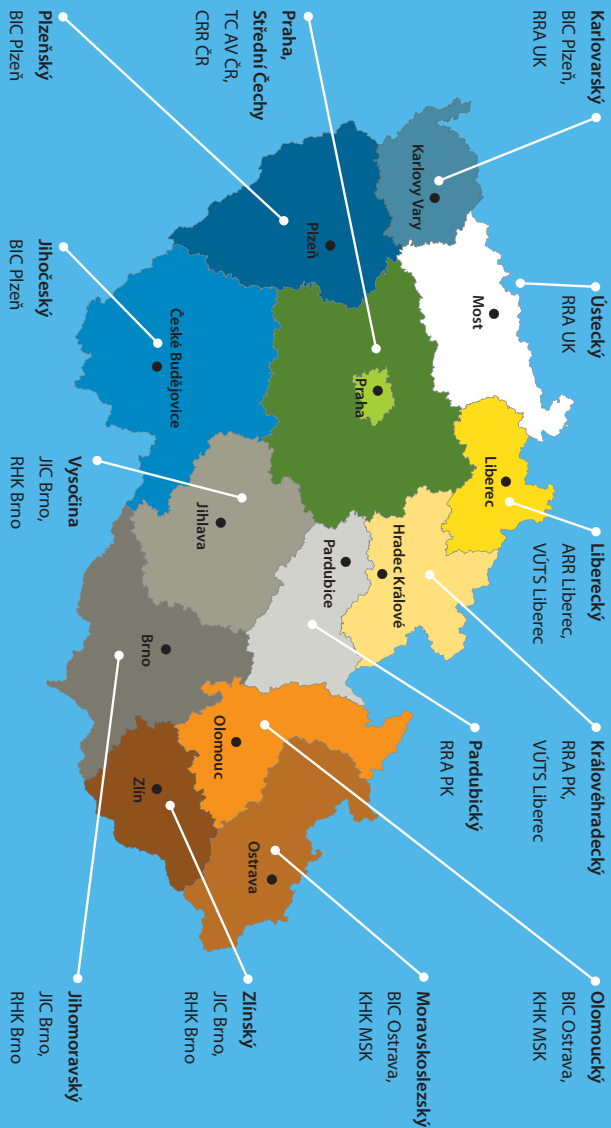 Karlovarský
BIC Plzeň,
RRA UK
Ústecký
RRA UK
Liberecký
ARR Liberec,
VÚTS Liberec
Královéhradecký
RRA PK,
VÚTS Liberec
Olomoucký
BIC Ostrava,
KHK MSK
Pardubický
RRA PK
Moravskoslezský
BIC Ostrava,
KHK MSK
Praha,
Střední Čechy
TC AV ČR,
CRR ČR
Karlovy Vary
Most
Liberec
Hradec Králové
Praha
Plzeň
Pardubice
Jihlava
České Budějovice
Brno
Olomouc
Zlín
Ostrava
Plzeňský
BIC Plzeň
Jihočeský
BIC Plzeň
Vysočina
JIC Brno,
RHK Brno
Zlínský
JIC Brno,
RHK Brno
Jihomoravský
JIC Brno,
RHK Brno